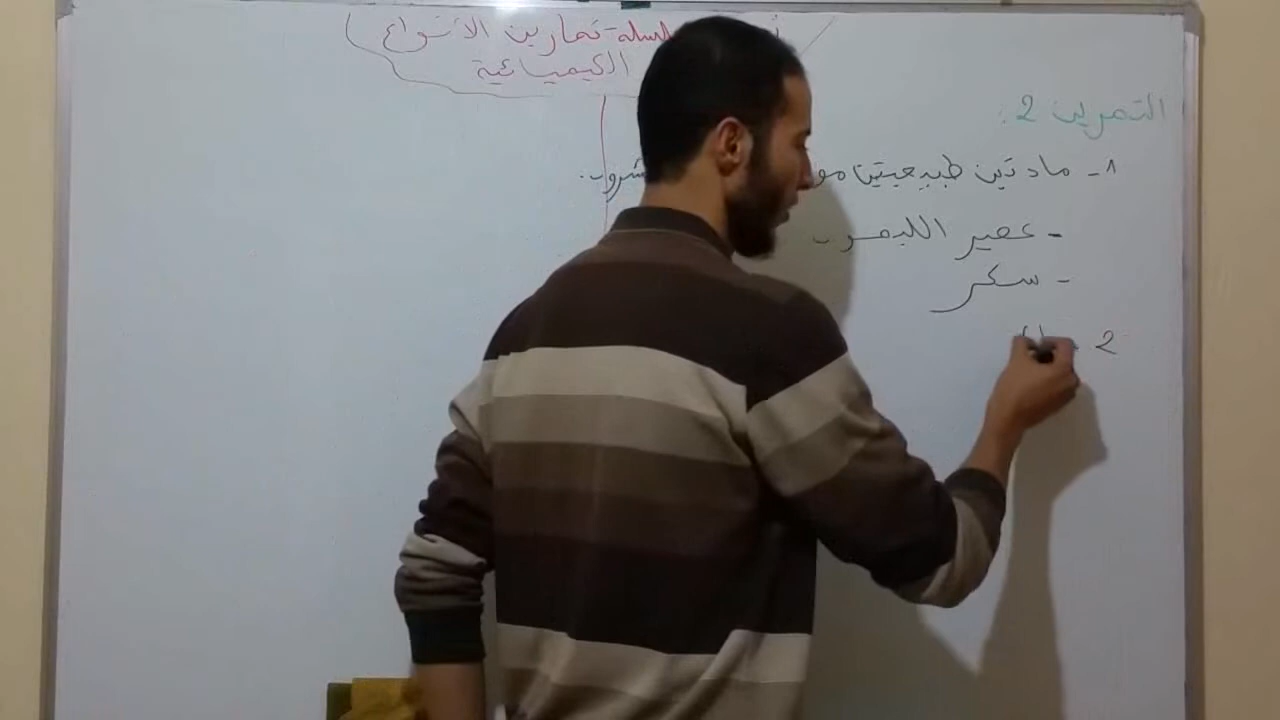 سلسلة تمارين الأنواع
الكيميائية
التمرين 2:
1- مادتين طبيعيتين مشروب.
- عصير الليمون
- سكر
2 -